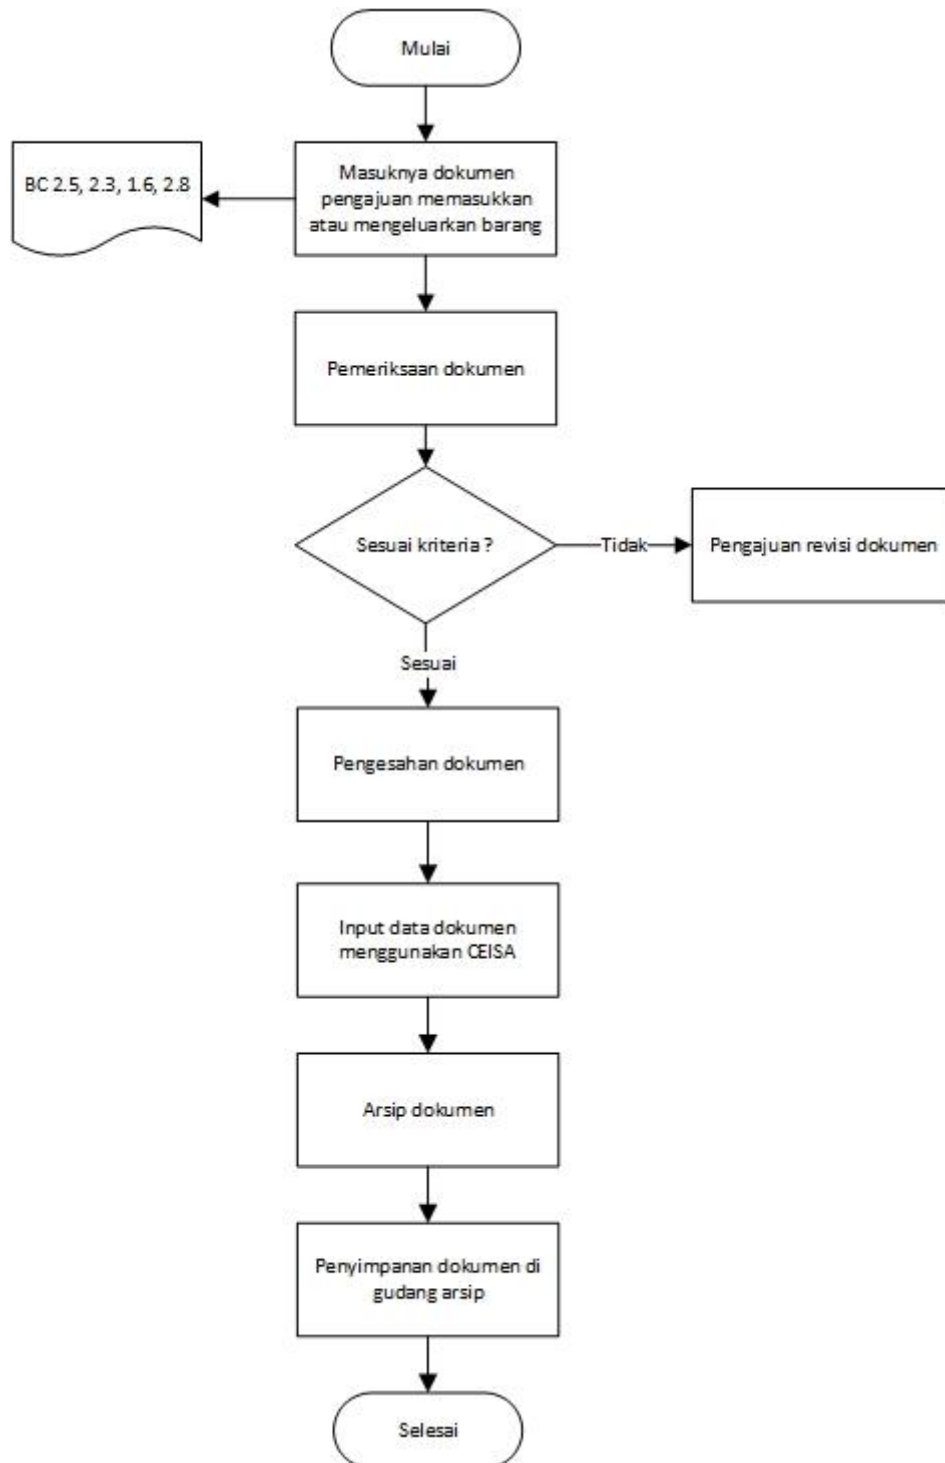 Mulai
BC 2.5, 2.3, 1.6, 2.8
Masuknya dokumen
pengajuan memasukkan
atau mengeluarkan barang
Pemeriksaan dokumen
Sesuai kriteria ?
Tidak
Pengajuan revisi dokumen
Sesuai
Pengesahan dokumen
Input data dokumen
menggunakan CEISA
Arsip dokumen
Penyimpanan dokumen di
gudang arsip
Selesai